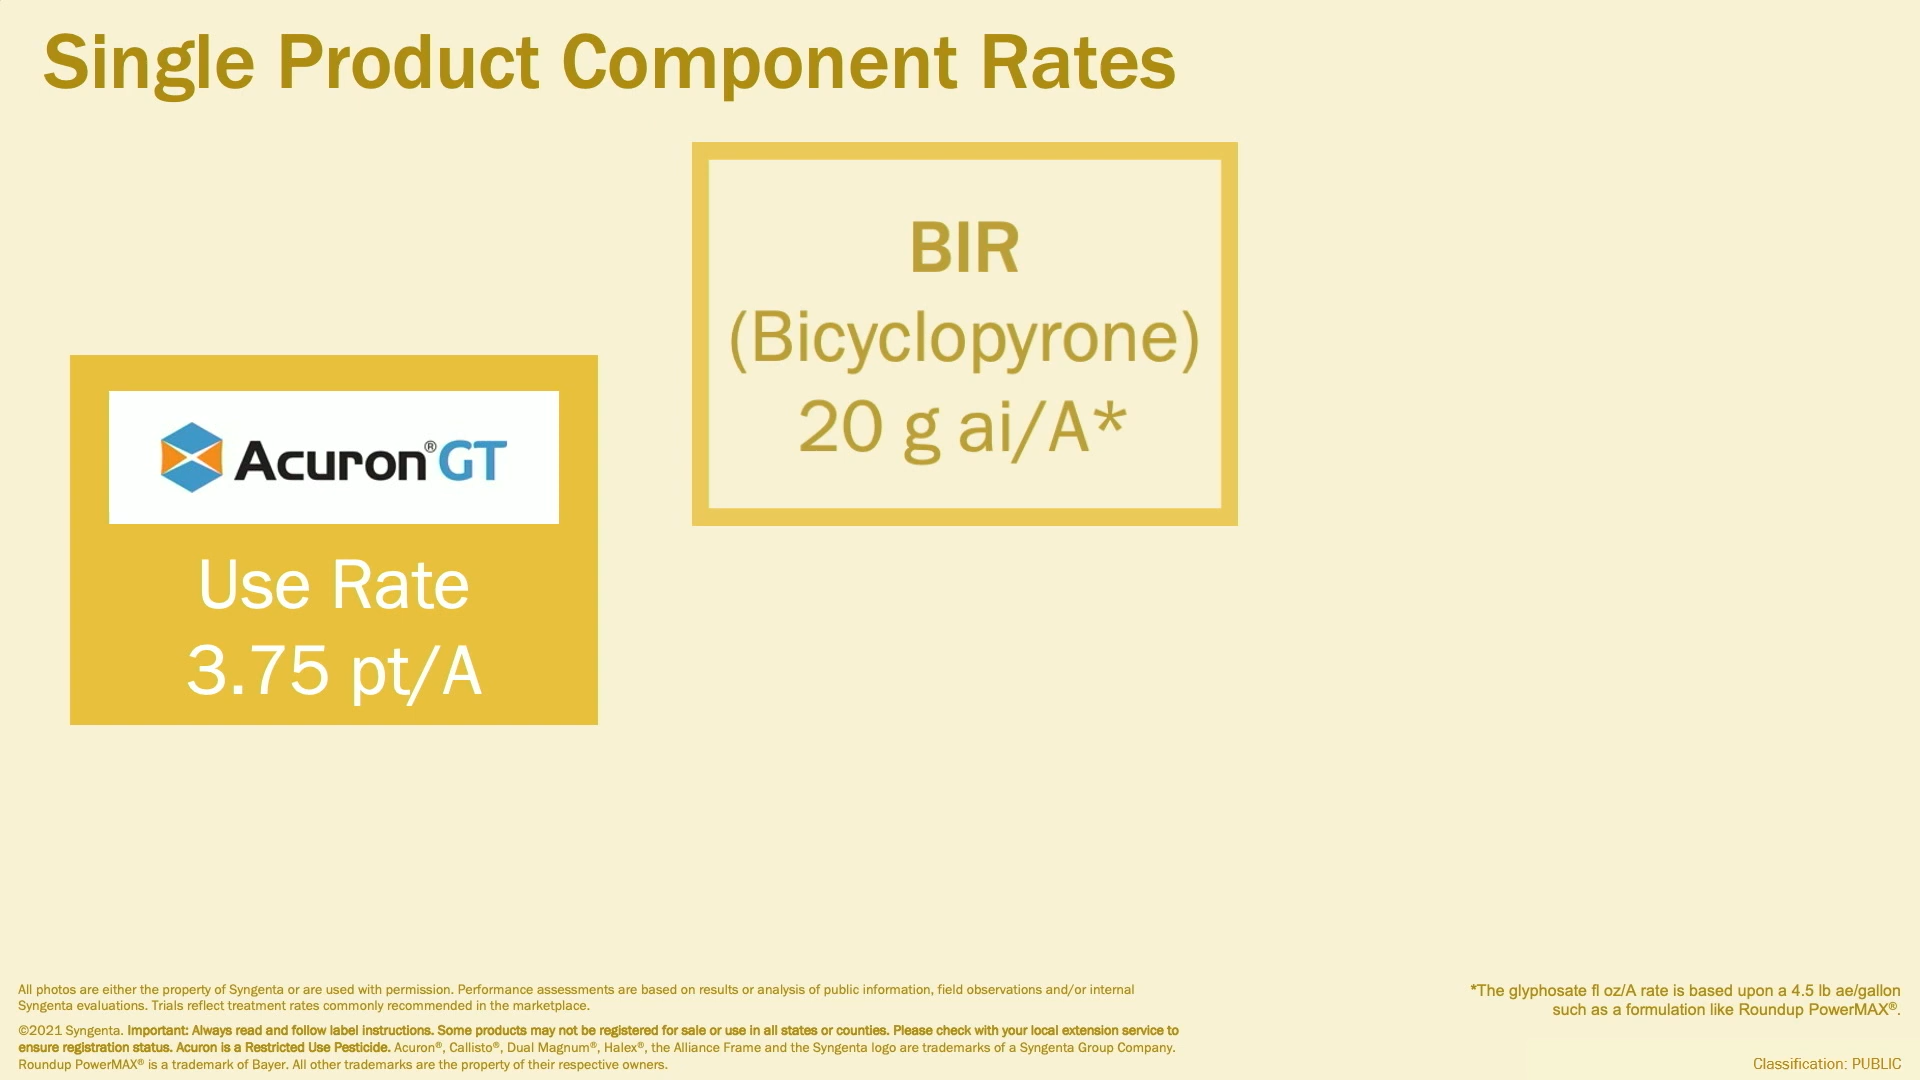 Single Product Component Rates
BIR
(Bicyclopyrone)
20 g ai/A*
Acuron®GT
Use Rate
3.75 pt/A
All photos are either the property of Syngenta or are used with permission. Performance assessments are based on results or analysis of public information, field observations and/or internal
Syngenta evaluations. Trials reflect treatment rates commonly recommended in the marketplace.
©2021 Syngenta. Important: Always read and follow label instructions. Some products may not be registered for sale or use in all states or counties. Please check with your local extension service to
ensure registration status. Acuron is a Restricted Use Pesticide. Acuron®, Callisto®, Dual Magnum®, Halex®, the Alliance Frame and the Syngenta logo are trademarks of a Syngenta Group Company.
Roundup PowerMAX® is a trademark of Bayer. All other trademarks are the property of their respective owners.
*The glyphosate fl oz/A rate is based upon a 4.5 lb ae/gallon
such as a formulation like Roundup PowerMAX®.
Classification: PUBLIC